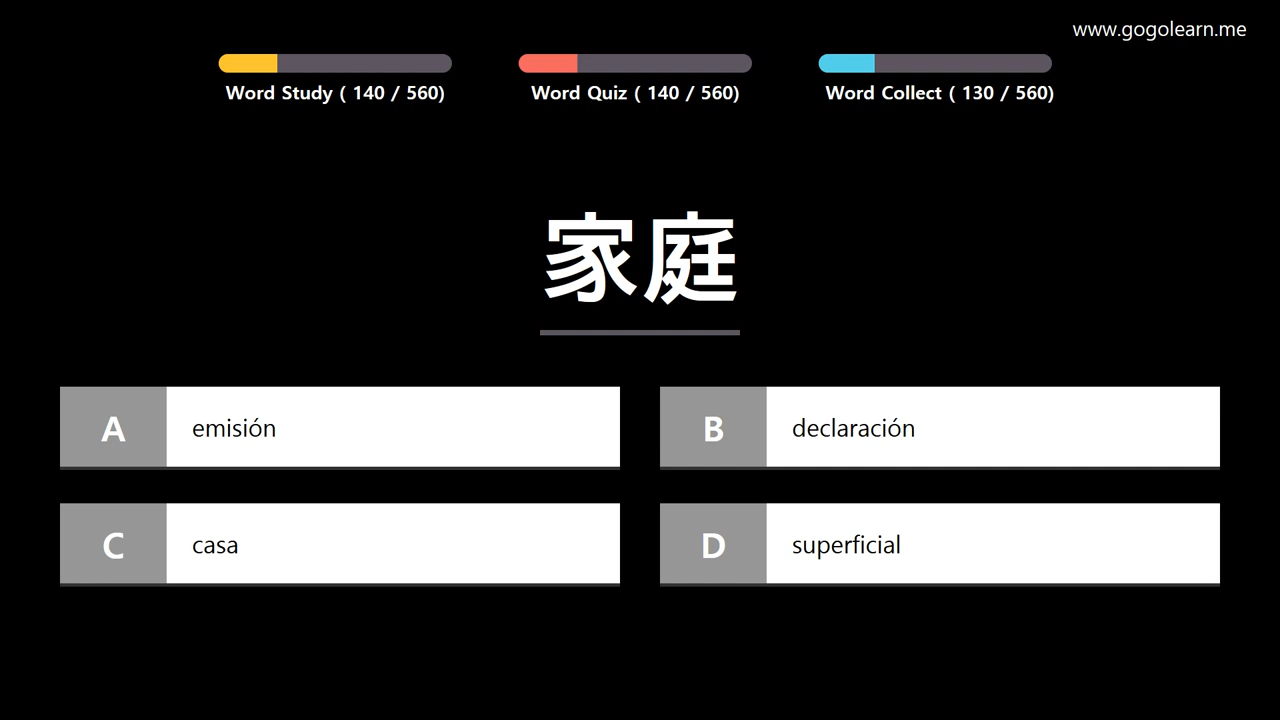 www.gogolearn.me
Word Study ( 140 / 560)
Word Quiz ( 140 / 560)
Word Collect ( 130 / 560)
家庭
A emisión
B declaración
C casa
D superficial